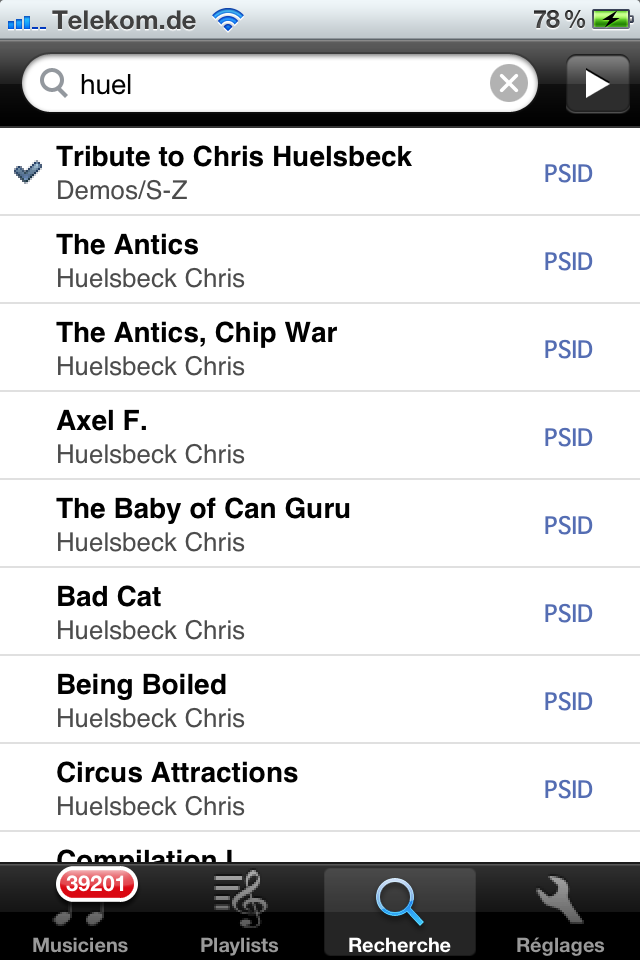 Telekom.de 78 %
huel
Tribute to Chris Huelsbeck
Demos/S-Z
PSID
The Antics
Huelsbeck Chris
PSID
The Antics, Chip War
Huelsbeck Chris
PSID
Axel F.
Huelsbeck Chris
PSID
The Baby of Can Guru
Huelsbeck Chris
PSID
Bad Cat
Huelsbeck Chris
PSID
Being Boiled
Huelsbeck Chris
PSID
Circus Attractions
Huelsbeck Chris
PSID
Compilation I
39201
Musiciens
Playlists
Recherche
Réglages